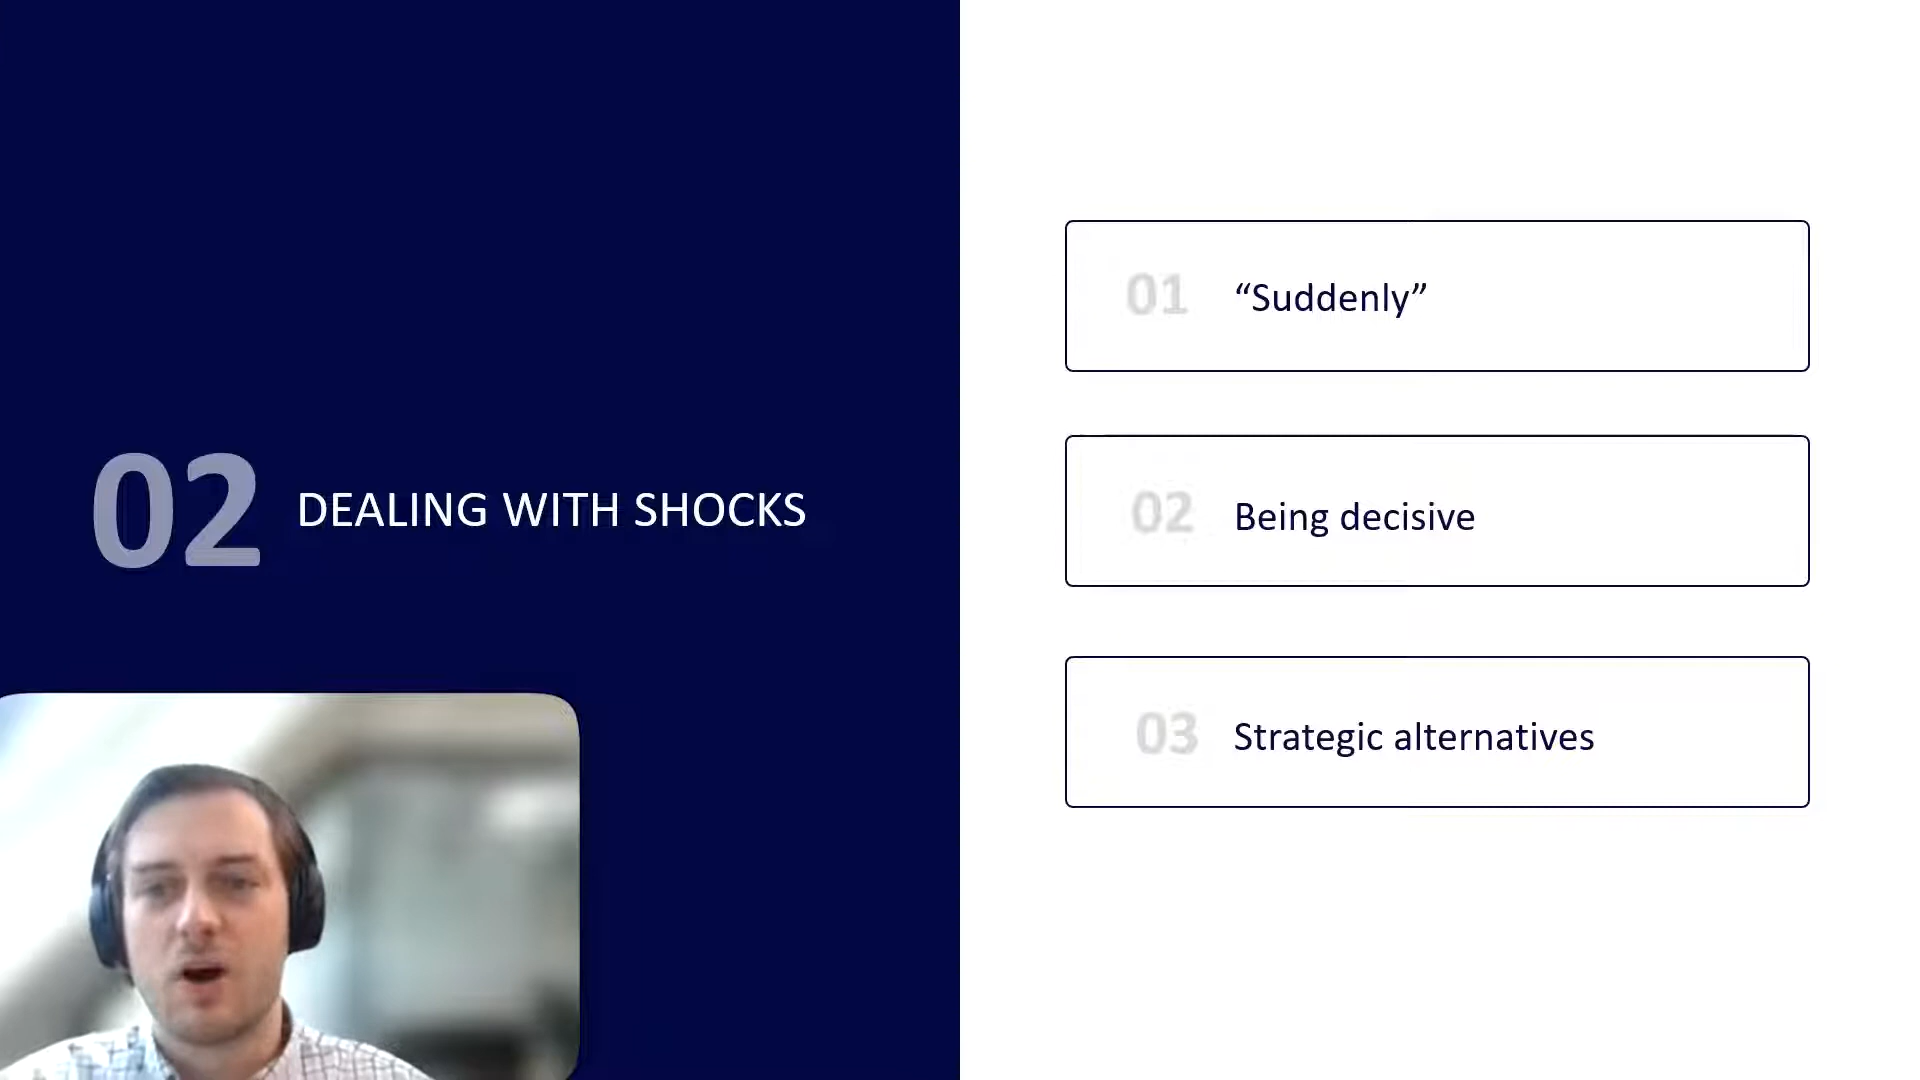 02 DEALING WITH SHOCKS
01 “Suddenly”
02 Being decisive
03 Strategic alternatives